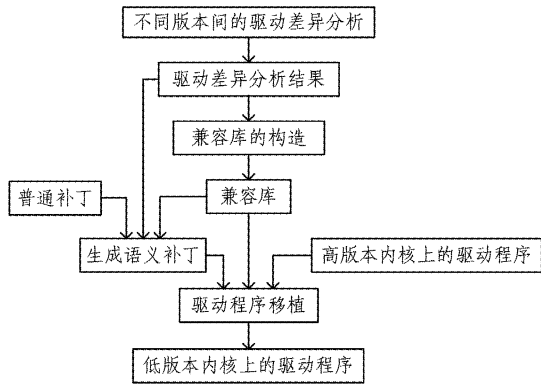 不同版本间的驱动差异分析
驱动差异分析结果
兼容库的构造
普通补丁
兼容库
生成语义补丁
高版本内核上的驱动程序
驱动程序移植
低版本内核上的驱动程序